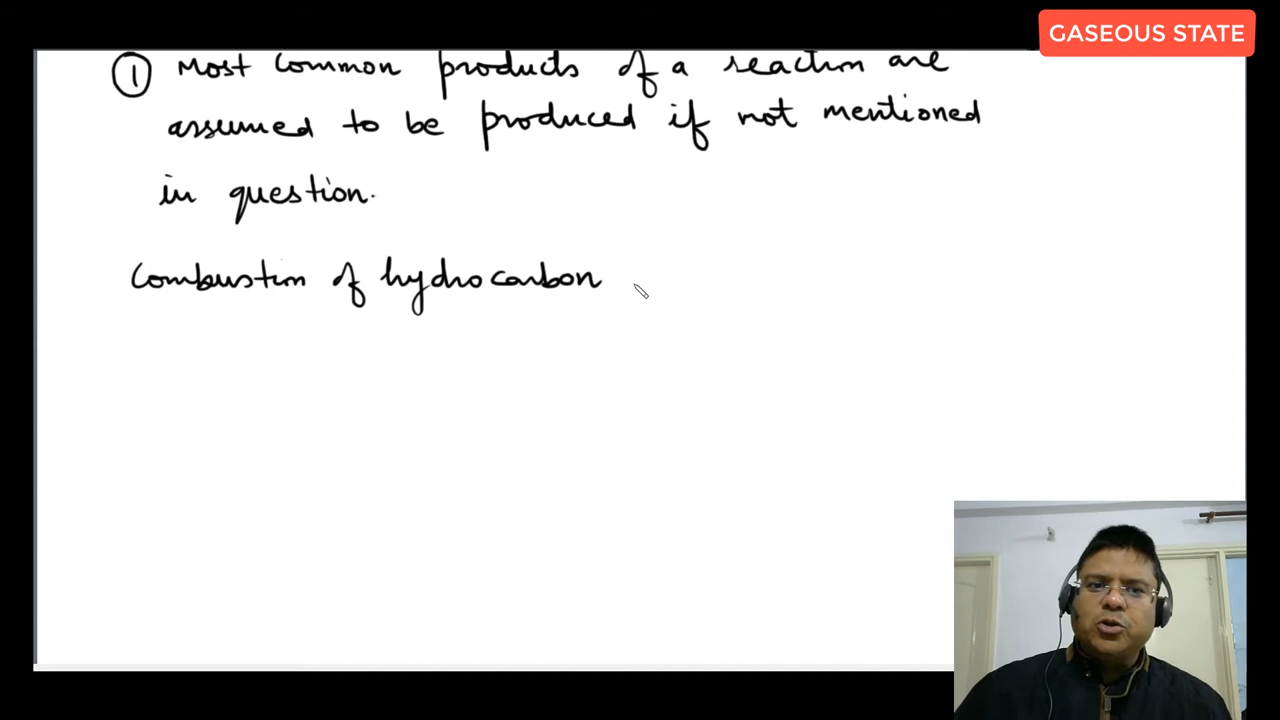 GASEOUS STATE
① Most common products of a reaction are
assumed to be produced if not mentioned
in question.
Combustion of hydrocarbon